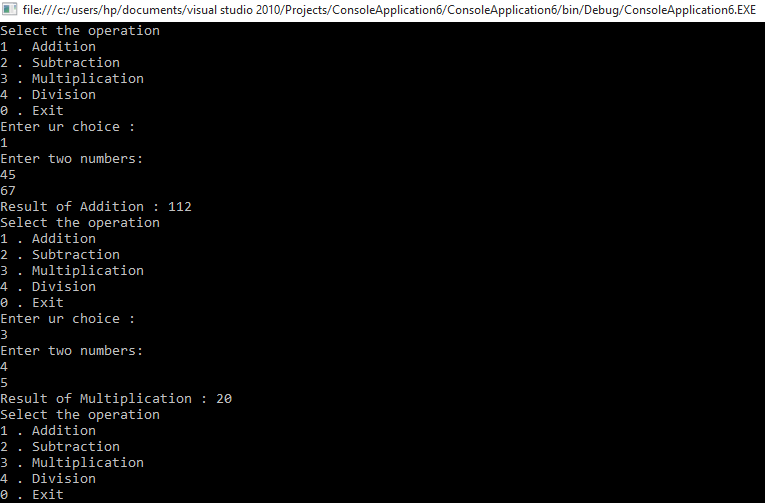 file:///c:/users/hp/documents/visual studio 2010/Projects/ConsoleApplication6/ConsoleApplication6/bin/Debug/ConsoleApplication6.EXE
Select the operation
1 . Addition
2 . Subtraction
3 . Multiplication
4 . Division
0 . Exit
Enter ur choice :
1
Enter two numbers:
45
67
Result of Addition : 112
Select the operation
1 . Addition
2 . Subtraction
3 . Multiplication
4 . Division
0 . Exit
Enter ur choice :
3
Enter two numbers:
4
5
Result of Multiplication : 20
Select the operation
1 . Addition
2 . Subtraction
3 . Multiplication
4 . Division
0 . Exit